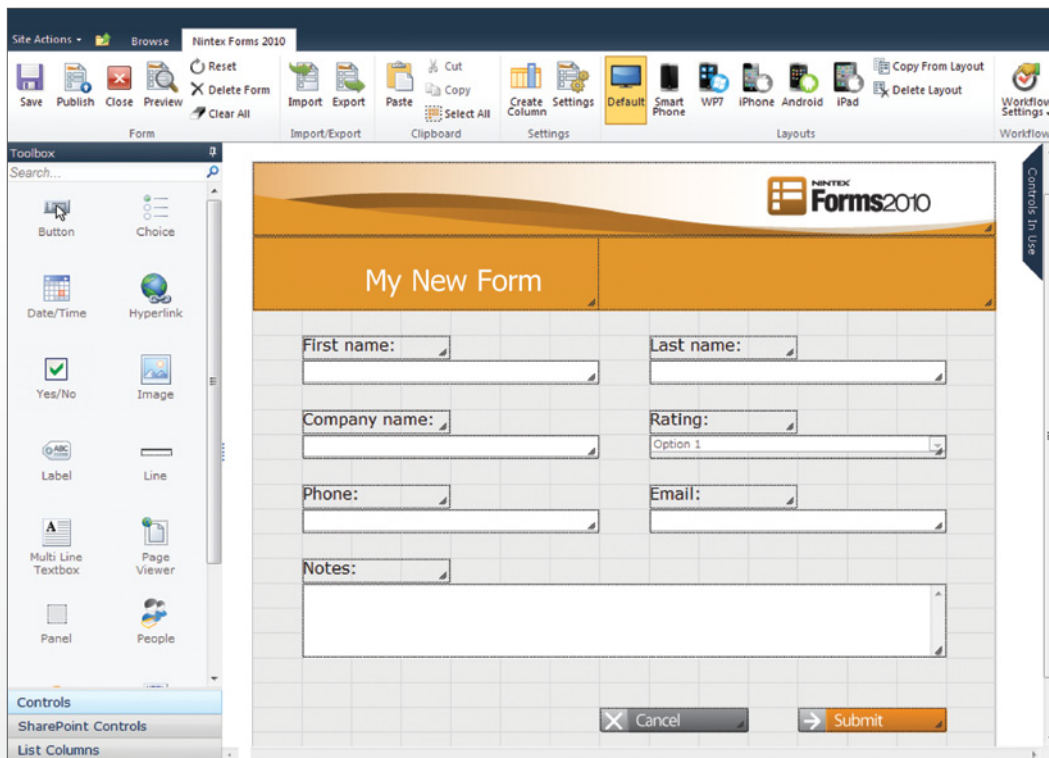 Site Actions Browse Nintex Forms 2010
Save Publish Close Preview Reset Delete Form Clear All
Form
Import Export
Import/Export
Paste Cut Copy Select All
Clipboard
Create Column Settings
Settings
Default Smart Phone WP7 iPhone Android iPad Copy From Layout Delete Layout
Layouts
Workflow Settings
Workflow
Toolbox
Search...
Button Choice
Date/Time Hyperlink
Yes/No Image
Label Line
Multi Line Textbox Page Viewer
Panel People
Controls
SharePoint Controls
List Columns
NINTEX
Forms2010
My New Form
First name: Last name:
Company name: Rating:
Option 1
Phone: Email:
Notes:
Cancel Submit
Controls In Use